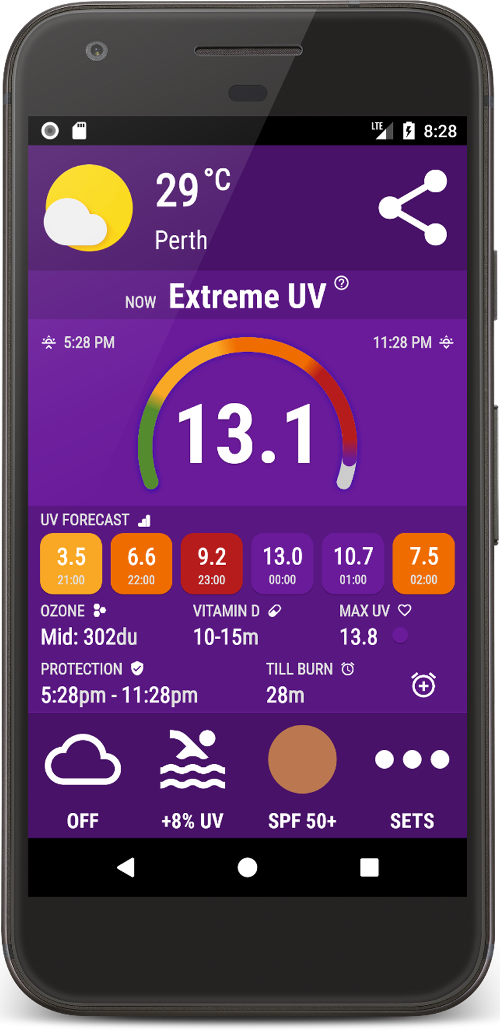 LTE 8:28
29 °C
Perth
NOW Extreme UV ?
5:28 PM 11:28 PM
13.1
UV FORECAST
3.5 6.6 9.2 13.0 10.7 7.5
21:00 22:00 23:00 00:00 01:00 02:00
OZONE VITAMIN D MAX UV
Mid: 302du 10-15m 13.8
PROTECTION TILL BURN
5:28pm - 11:28pm 28m
OFF +8% UV SPF 50+ SETS